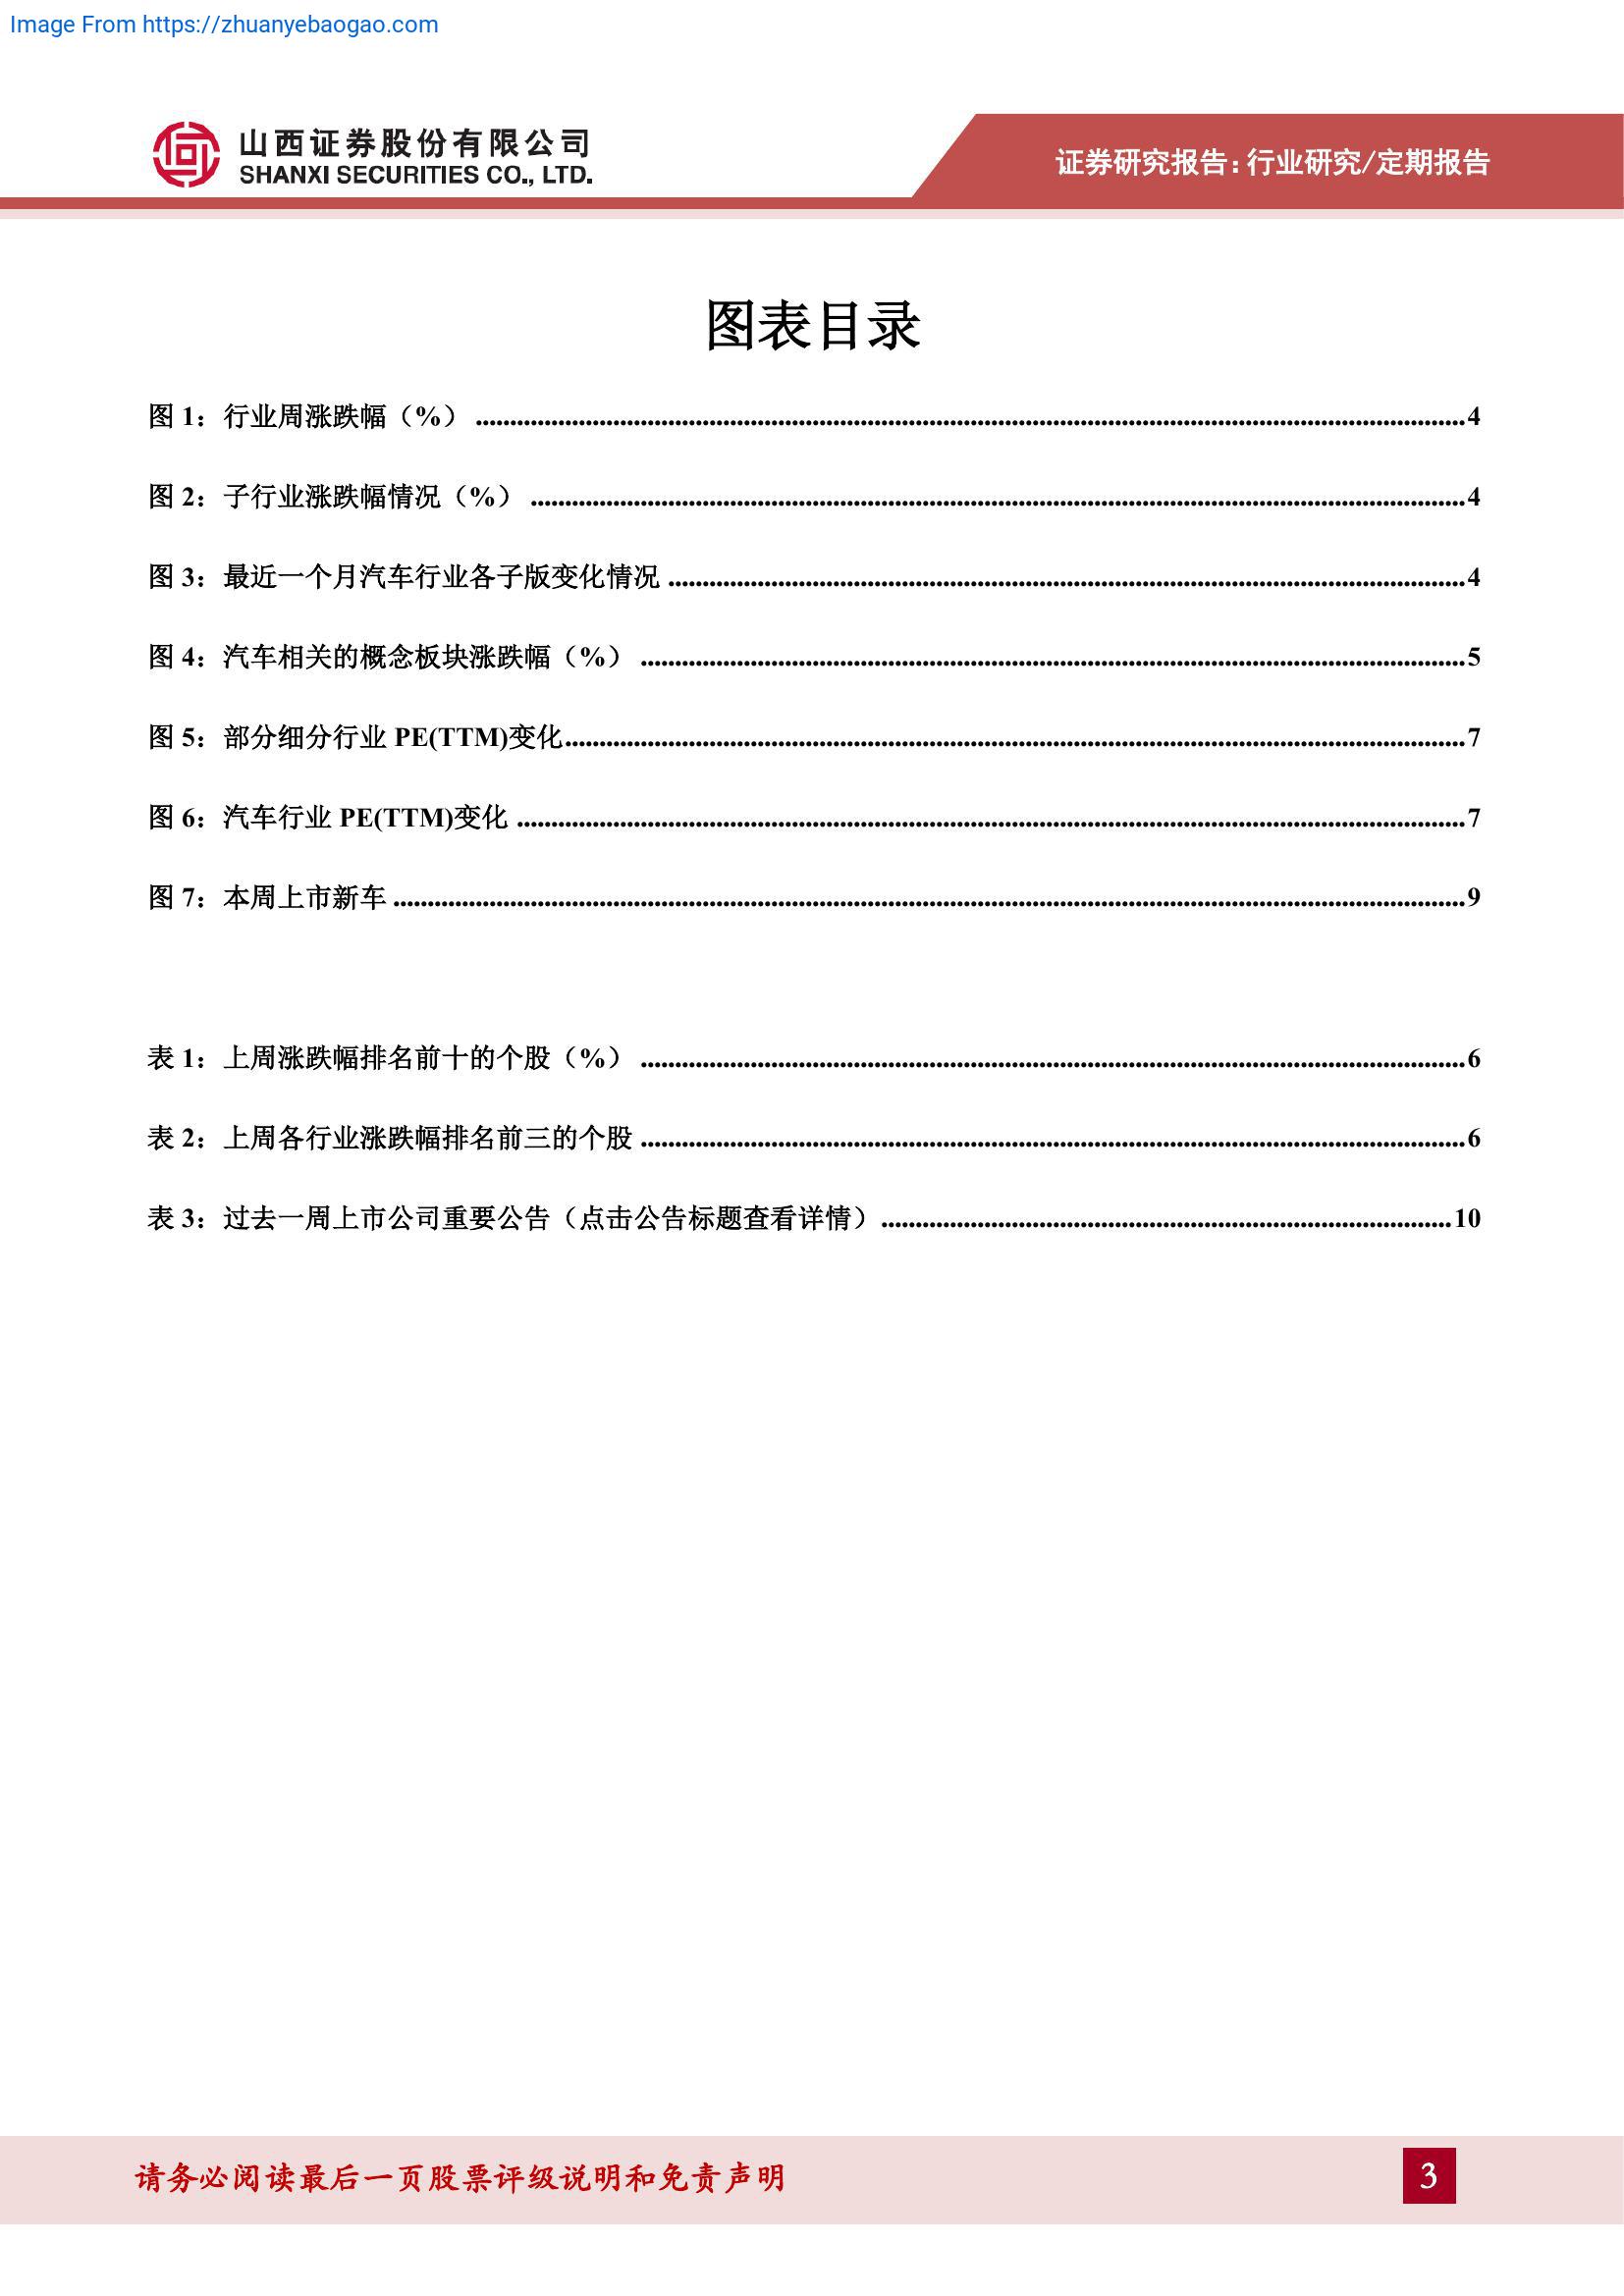 Image From https://zhuanyebaogao.com
山西证券股份有限公司
SHANXI SECURITIES CO., LTD.
证券研究报告：行业研究/定期报告
图表目录
图 1：行业周涨跌幅（%）........................................4
图 2：子行业涨跌幅情况（%）........................................4
图 3：最近一个月汽车行业各子版变化情况........................................4
图 4：汽车相关的概念板块涨跌幅（%）........................................5
图 5：部分细分行业 PE(TTM)变化........................................7
图 6：汽车行业 PE(TTM)变化........................................7
图 7：本周上市新车........................................9
表 1：上周涨跌幅排名前十的个股（%）........................................6
表 2：上周各行业涨跌幅排名前三的个股........................................6
表 3：过去一周上市公司重要公告（点击公告标题查看详情）........................................10
请务必阅读最后一页股票评级说明和免责声明
3